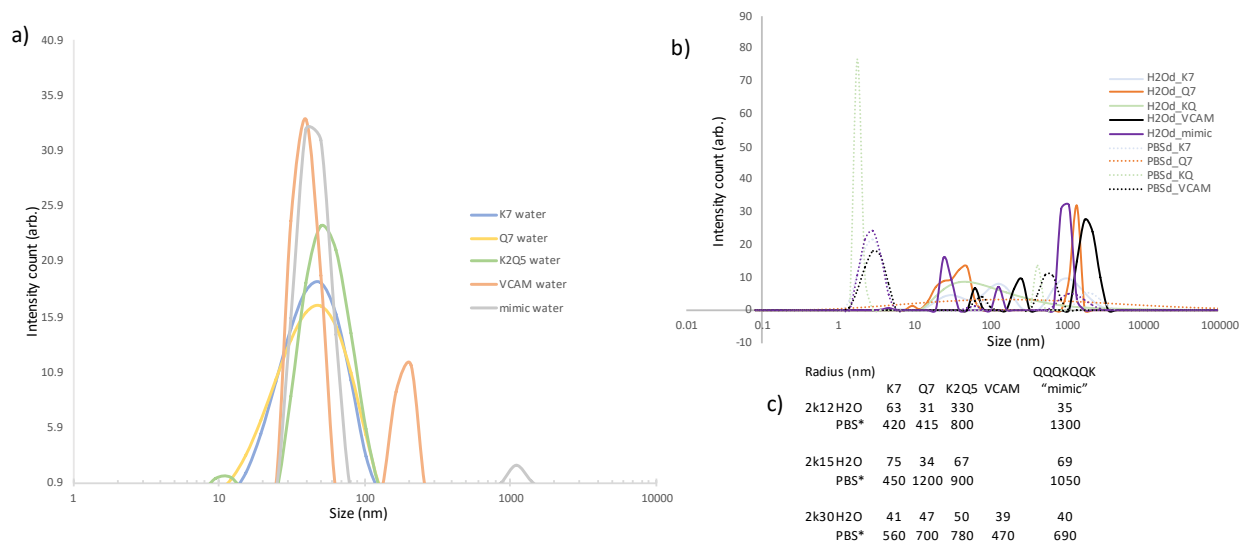 a)
40.9
35.9
30.9
25.9
20.9
15.9
10.9
5.9
0.9
Intensity count (arb.)
1 10 100 1000 10000
Size (nm)
K7 water
Q7 water
K2Q5 water
VCAM water
mimic water
b)
90
80
70
60
50
40
30
20
10
0
-10
Intensity count (arb.)
0.01 0.1 1 10 100 1000 10000 100000
Size (nm)
H2Od_K7
H2Od_Q7
H2Od_KQ
H2Od_VCAM
H2Od_mimic
PBSd_K7
PBSd_Q7
PBSd_KQ
PBSd_VCAM
c)
Radius (nm) QQQKQQK
K7 Q7 K2Q5 VCAM “mimic”
2k12 H2O 63 31 330 35
PBS* 420 415 800 1300
2k15 H2O 75 34 67 69
PBS* 450 1200 900 1050
2k30 H2O 41 47 50 39 40
PBS* 560 700 780 470 690